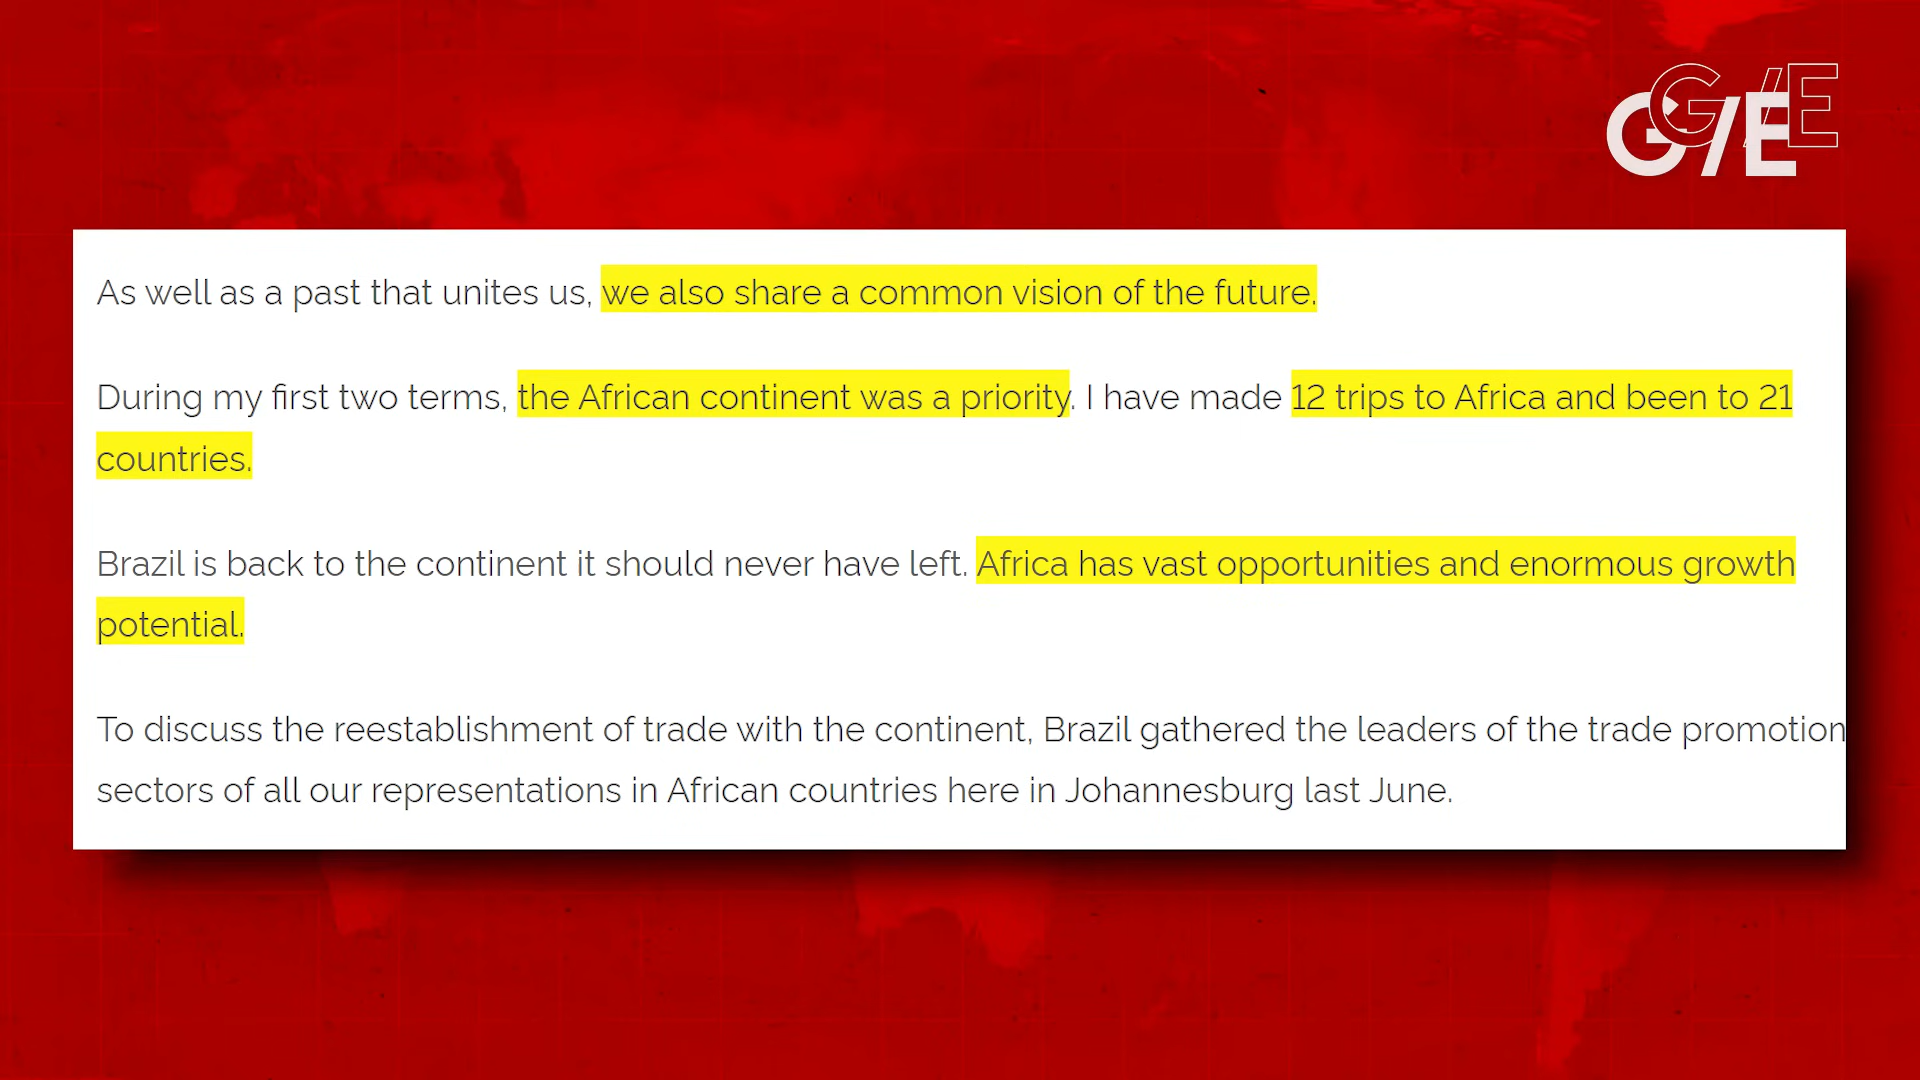 G/E
G/E
As well as a past that unites us, we also share a common vision of the future.
During my first two terms, the African continent was a priority. I have made 12 trips to Africa and been to 21
countries.
Brazil is back to the continent it should never have left. Africa has vast opportunities and enormous growth
potential.
To discuss the reestablishment of trade with the continent, Brazil gathered the leaders of the trade promotion
sectors of all our representations in African countries here in Johannesburg last June.